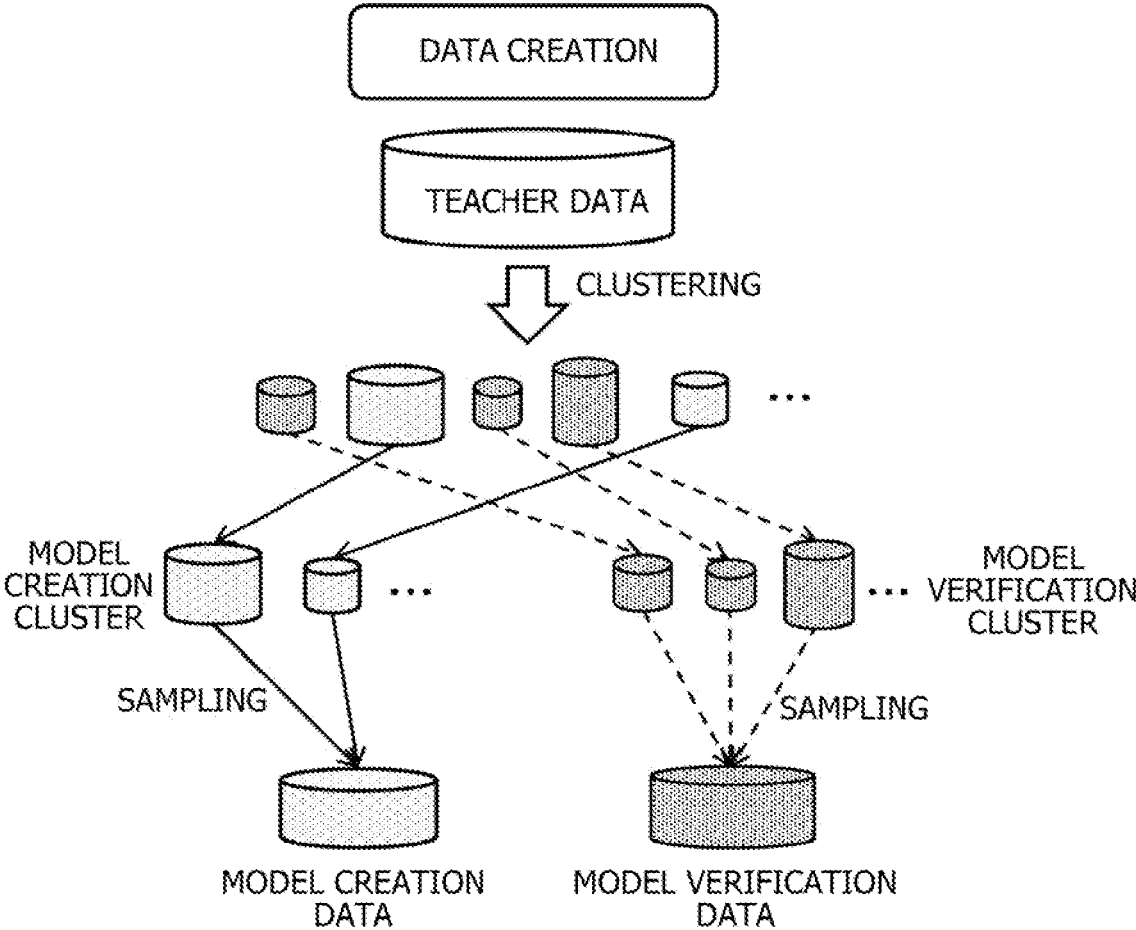 DATA CREATION
TEACHER DATA
CLUSTERING
...
MODEL
CREATION
CLUSTER
...
...
MODEL
VERIFICATION
CLUSTER
SAMPLING
SAMPLING
MODEL CREATION
DATA
MODEL VERIFICATION
DATA